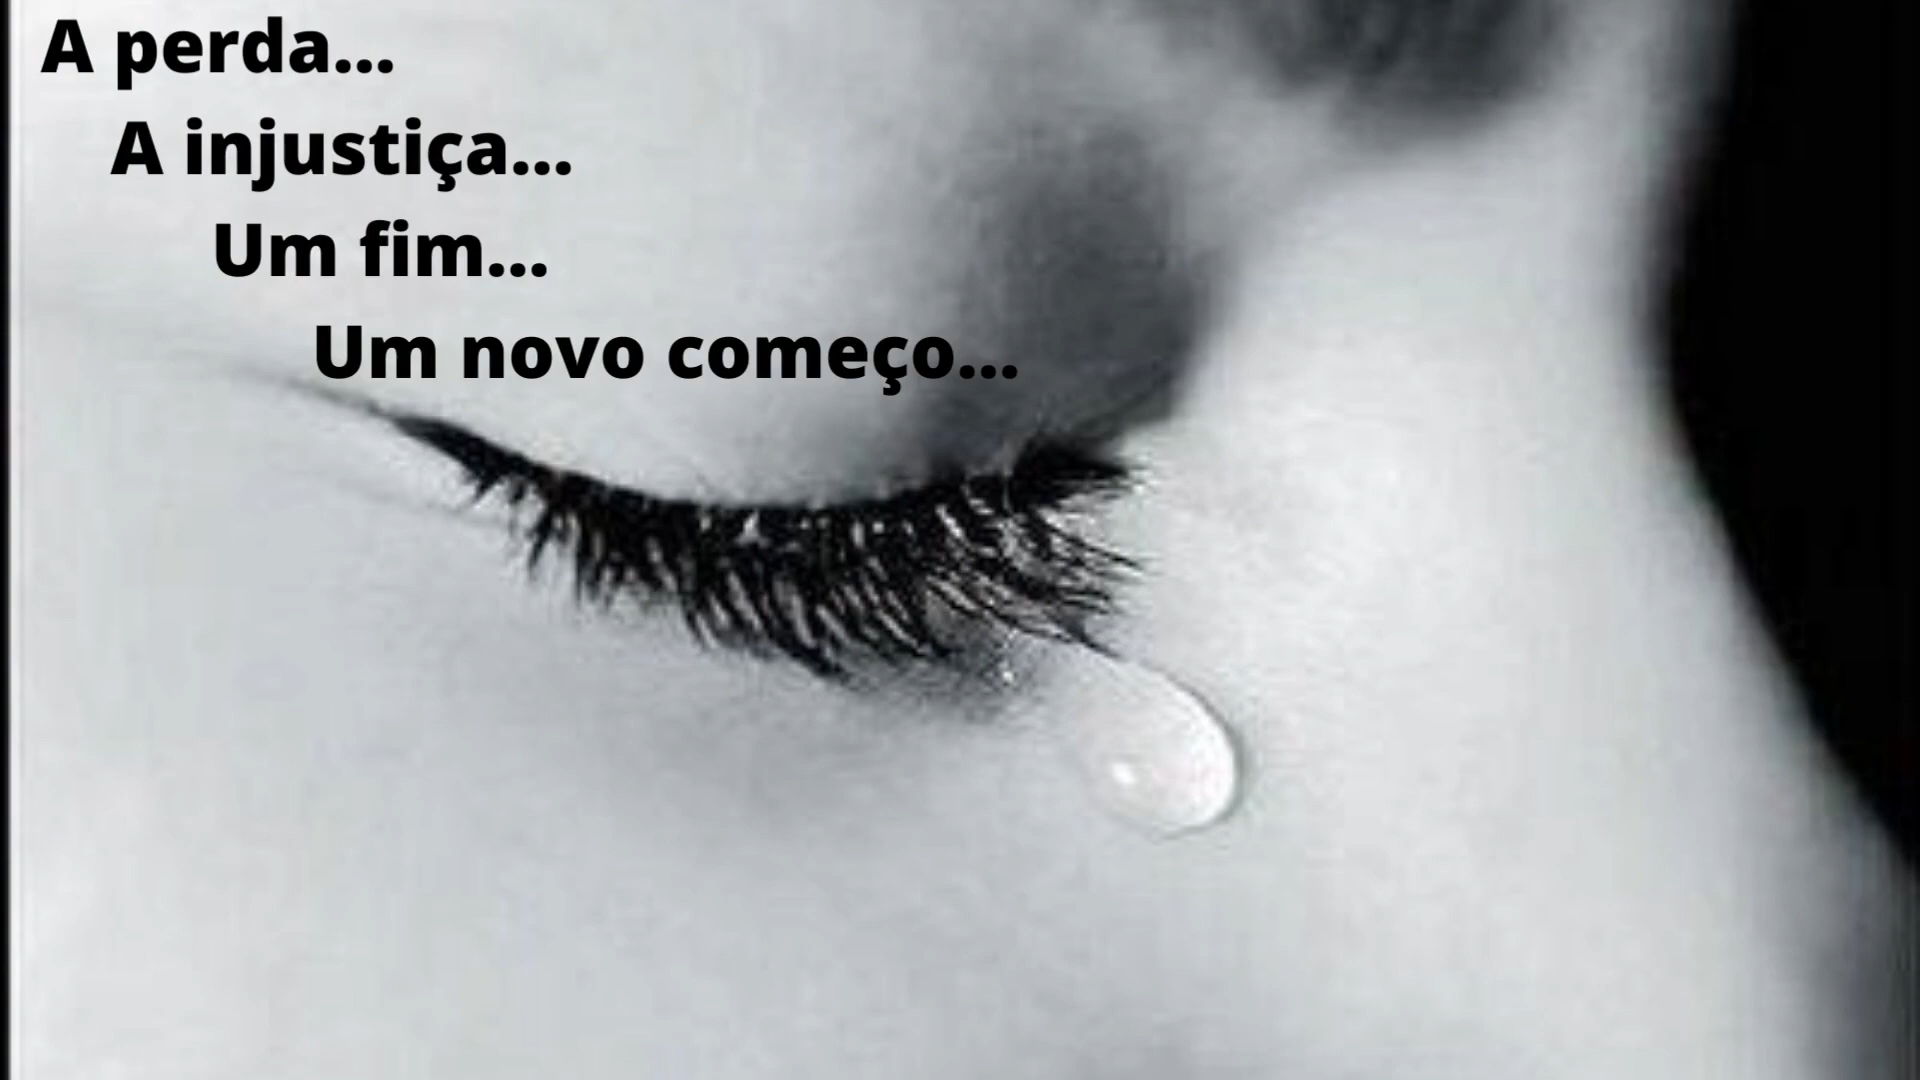 A perda...
A injustiça...
Um fim...
Um novo começo...